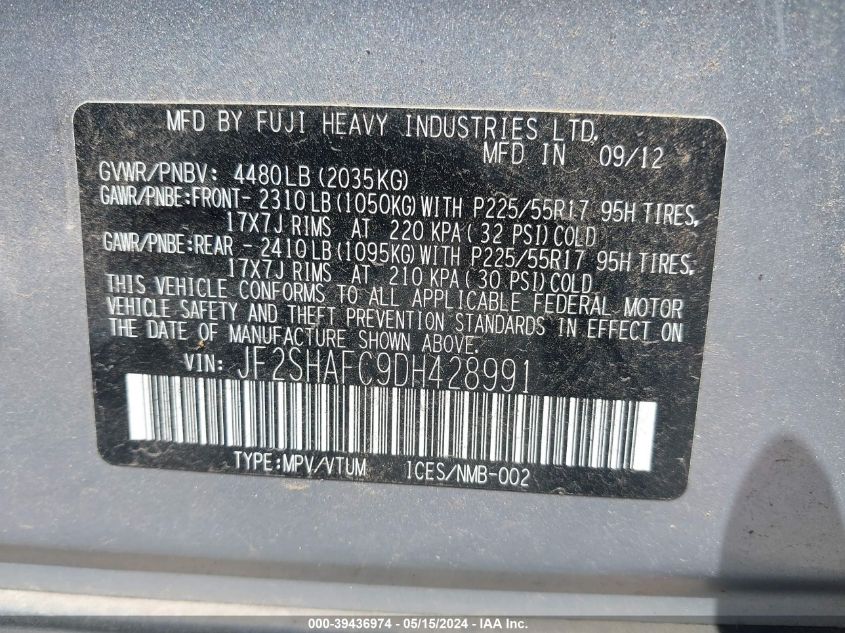 MFD BY FUJI HEAVY INDUSTRIES LTD.
MFD IN 09/12
GVWR/PNBV: 4480LB(2035KG)
GAWR/PNBE:FRONT- 2310LB(1050KG)WITH P225/55R17 95H TIRES,
17X7J RIMS AT 220 KPA(32 PSI)COLD
GAWR/PNBE:REAR - 2410LB(1095KG)WITH P225/55R17 95H TIRES,
17X7J RIMS AT 210 KPA(30 PSI)COLD
THIS VEHICLE CONFORMS TO ALL APPLICABLE FEDERAL MOTOR
VEHICLE SAFETY AND THEFT PREVENTION STANDARDS IN EFFECT ON
THE DATE OF MANUFACTURE SHOWN ABOVE.
VIN: JF2SHAFC9DH428991
TYPE:MPV/VTUM ICES/NMB-002
000-39436974 - 05/15/2024 - IAA Inc.